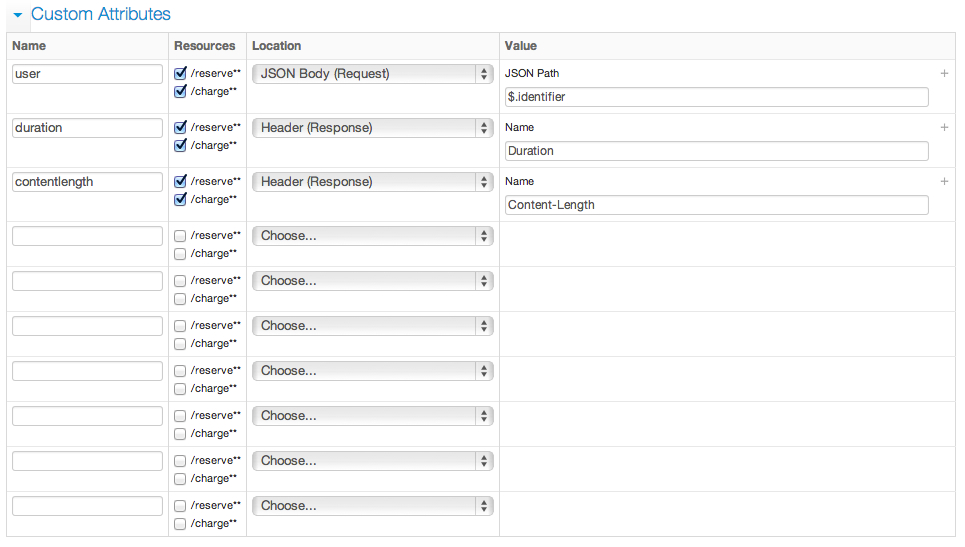 Custom Attributes
Name Resources Location Value
user /reserve** JSON Body (Request) JSON Path
/charge** $.identifier
duration /reserve** Header (Response) Name
/charge** Duration
contentlength /reserve** Header (Response) Name
/charge** Content-Length
/reserve** Choose...
/charge**
/reserve** Choose...
/charge**
/reserve** Choose...
/charge**
/reserve** Choose...
/charge**
/reserve** Choose...
/charge**
/reserve** Choose...
/charge**
/reserve** Choose...
/charge**